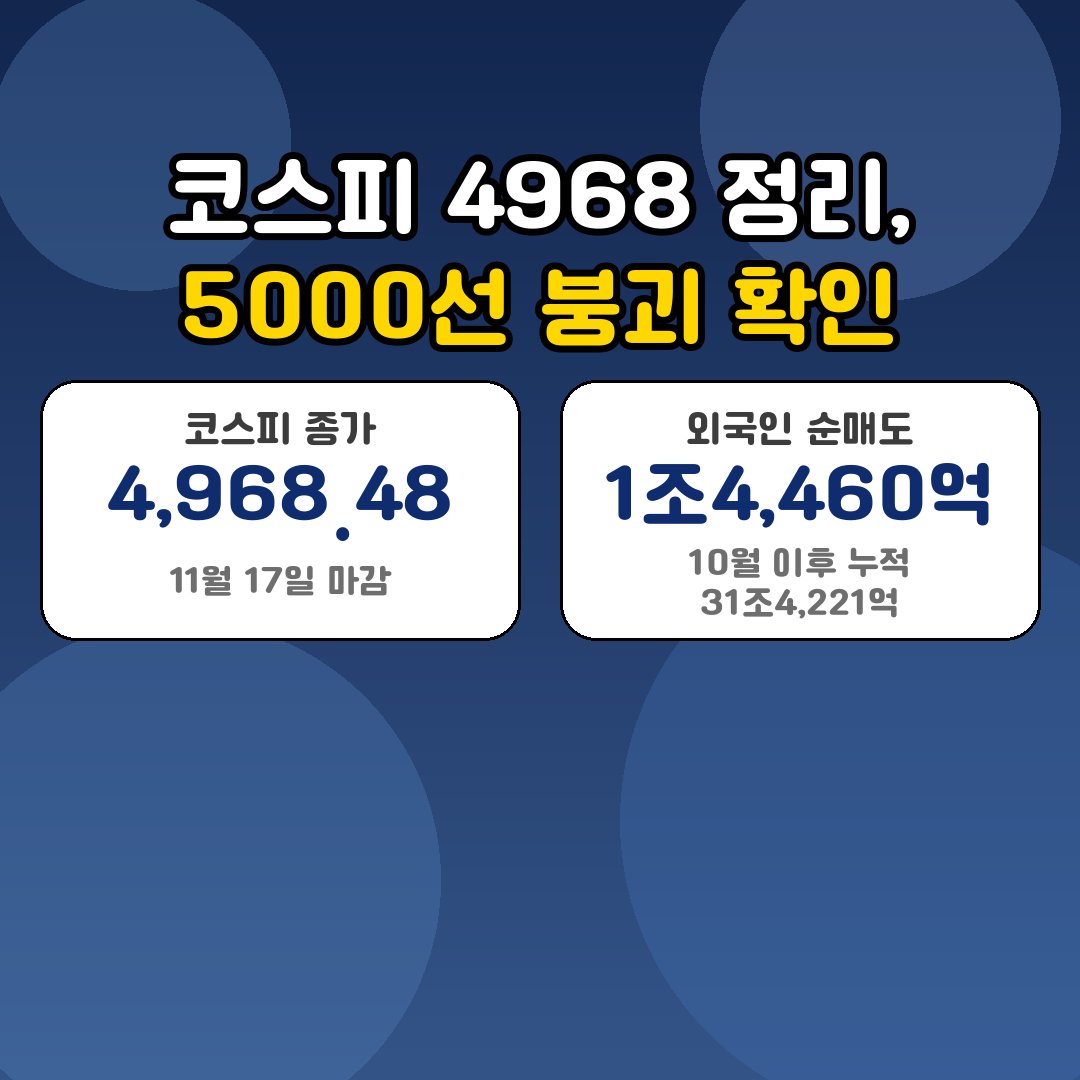 코스피 4968 정리,
5000선 붕괴 확인
코스피 종가
4,968.48
11월 17일 마감
외국인 순매도
1조4,460억
10월 이후 누적
31조4,221억